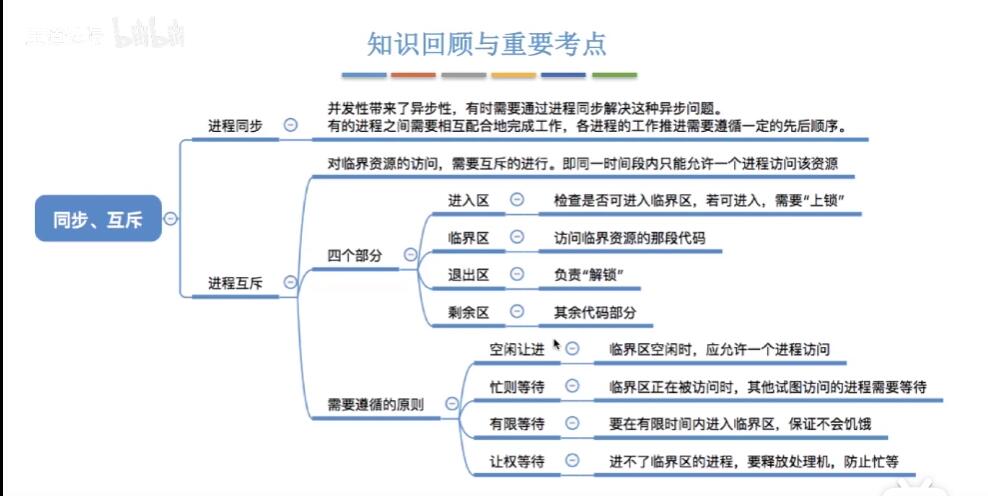 bilibili
知识回顾与重要考点
同步、互斥
进程同步
并发性带来了异步性，有时需要通过进程同步解决这种异步问题。
有的进程之间需要相互配合地完成工作，各进程的工作推进需要遵循一定的先后顺序。
进程互斥
对临界资源的访问，需要互斥的进行。即同一时间段内只能允许一个进程访问该资源
四个部分
进入区
检查是否可进入临界区，若可进入，需要“上锁”
临界区
访问临界资源的那段代码
退出区
负责“解锁”
剩余区
其余代码部分
需要遵循的原则
空闲让进
临界区空闲时，应允许一个进程访问
忙则等待
临界区正在被访问时，其他试图访问的进程需要等待
有限等待
要在有限时间内进入临界区，保证不会饥饿
让权等待
进不了临界区的进程，要释放处理机，防止忙等